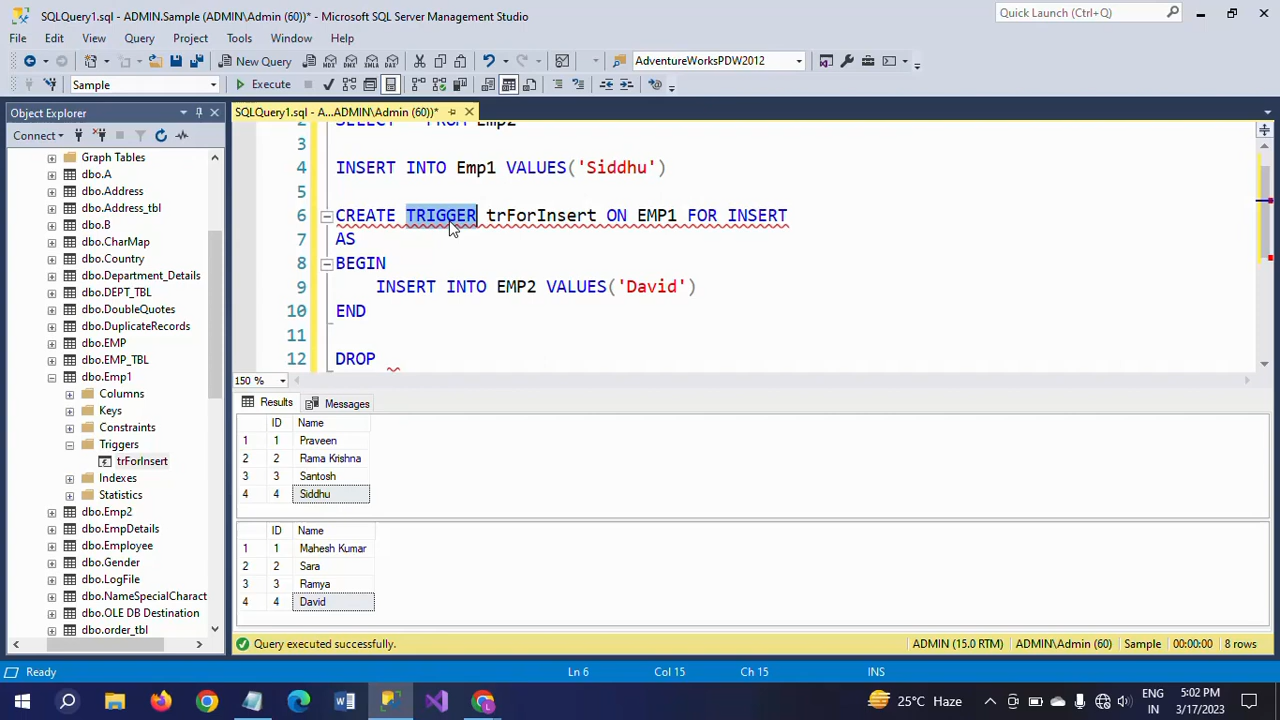 SQLQuery1.sql - ADMIN.Sample (ADMIN\Admin (60))* - Microsoft SQL Server Management Studio
Quick Launch (Ctrl+Q)
File Edit View Query Project Tools Window Help
New Query
AdventureWorksPDW2012
Sample
Execute
Object Explorer
SQLQuery1.sql - A...ADMIN\Admin (60))*
Connect
Graph Tables
dbo.A
dbo.Address
dbo.Address_tbl
dbo.B
dbo.CharMap
dbo.Country
dbo.Department_Details
dbo.DEPT_TBL
dbo.DoubleQuotes
dbo.DuplicateRecords
dbo.EMP
dbo.EMP_TBL
dbo.Emp1
Columns
Keys
Constraints
Triggers
trForInsert
Indexes
Statistics
dbo.Emp2
dbo.EmpDetails
dbo.Employee
dbo.Gender
dbo.LogFile
dbo.NameSpecialCharact
dbo.OLE DB Destination
dbo.order_tbl
2 SELECT * FROM Emp2
3
4 INSERT INTO Emp1 VALUES('Siddhu')
5
6 CREATE TRIGGER trForInsert ON EMP1 FOR INSERT
7 AS
8 BEGIN
9 INSERT INTO EMP2 VALUES('David')
10 END
11
12 DROP
150 %
Results Messages
ID Name
1 1 Praveen
2 2 Rama Krishna
3 3 Santosh
4 4 Siddhu
ID Name
1 1 Mahesh Kumar
2 2 Sara
3 3 Ramya
4 4 David
Query executed successfully.
ADMIN (15.0 RTM) ADMIN\Admin (60) Sample 00:00:00 8 rows
Ready
Ln 6 Col 15 Ch 15 INS
25°C Haze
ENG
IN
5:02 PM
3/17/2023